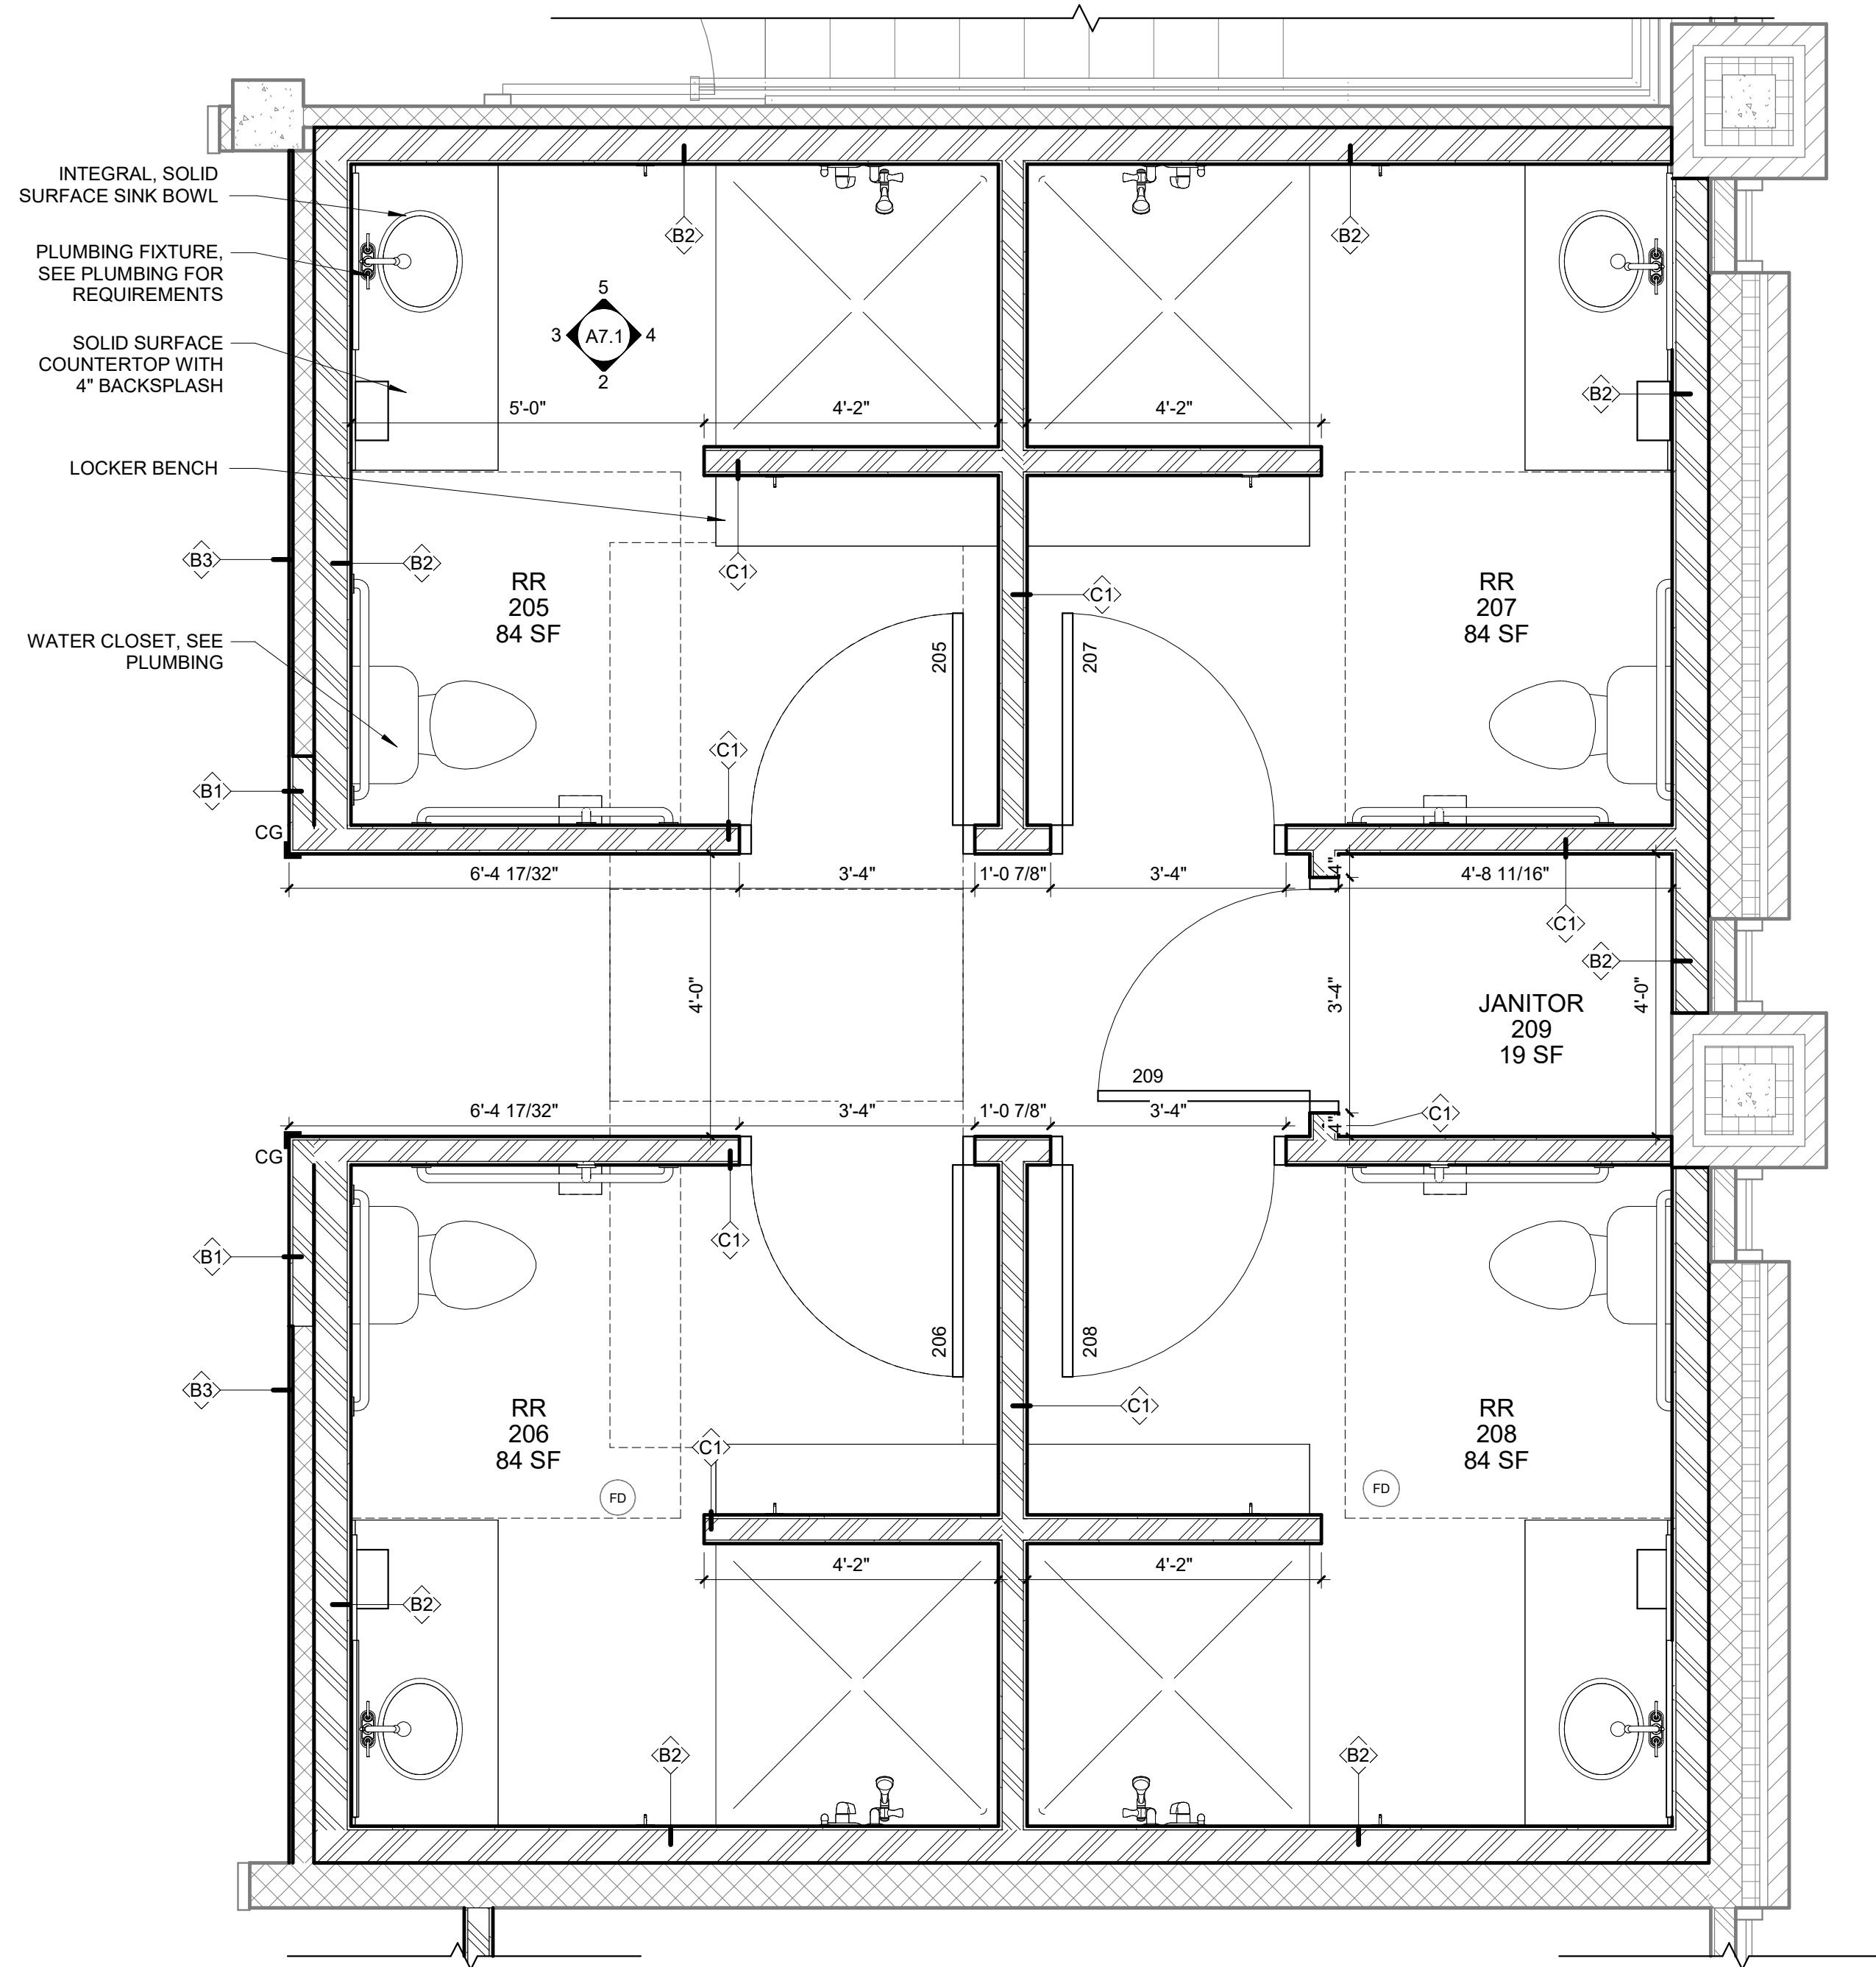 INTEGRAL, SOLID
SURFACE SINK BOWL
PLUMBING FIXTURE,
SEE PLUMBING FOR
REQUIREMENTS
SOLID SURFACE
COUNTERTOP WITH
4" BACKSPLASH
LOCKER BENCH
WATER CLOSET, SEE
PLUMBING
B2
B2
5
3 A7.1 4
2
B2
5'-0" 4'-2" 4'-2"
B3
B2
C1
C1
RR
205
84 SF
RR
207
84 SF
205
207
C1
B1
CG
6'-4 17/32" 3'-4" 1'-0 7/8" 3'-4" 4" 4'-8 11/16"
C1
B2
4'-0"
3'-4"
4'-0"
JANITOR
209
19 SF
209
6'-4 17/32" 3'-4" 1'-0 7/8" 3'-4" 4"
C1
CG
C1
B1
206
208
B3
C1
RR
206
84 SF
RR
208
84 SF
C1
FD
FD
4'-2" 4'-2"
B2
B2
B2